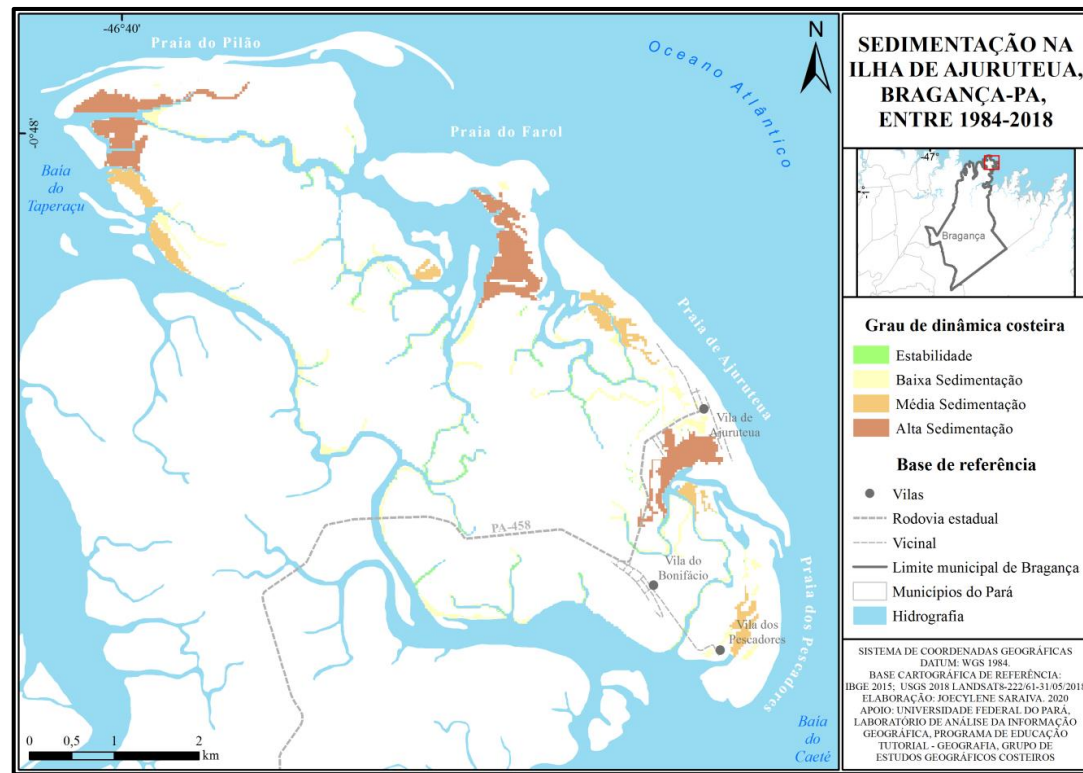 -46°40'
Praia do Pilão
Oceano Atlântico
N
-0°48'
Praia do Farol
Baía
do
Taperaçu
Praia de Ajuruteua
Vila de
Ajuruteua
PA-458
Vila do
Bonifácio
Vila dos
Pescadores
Praia dos Pescadores
Baía
do
Caeté
0 0,5 1 2
km
SEDIMENTAÇÃO NA
ILHA DE AJURUTEUA,
BRAGANÇA-PA,
ENTRE 1984-2018
-47°
Bragança
Grau de dinâmica costeira
Estabilidade
Baixa Sedimentação
Média Sedimentação
Alta Sedimentação
Base de referência
Vilas
Rodovia estadual
Vicinal
Limite municipal de Bragança
Municípios do Pará
Hidrografia
SISTEMA DE COORDENADAS GEOGRÁFICAS
DATUM: WGS 1984.
BASE CARTOGRÁFICA DE REFERÊNCIA:
IBGE 2015; USGS 2018 LANDSAT8-222/61-31/05/2018
ELABORAÇÃO: JOECYLENE SARAIVA. 2020
APOIO: UNIVERSIDADE FEDERAL DO PARÁ,
LABORATÓRIO DE ANÁLISE DA INFORMAÇÃO
GEOGRÁFICA, PROGRAMA DE EDUCAÇÃO
TUTORIAL - GEOGRAFIA, GRUPO DE
ESTUDOS GEOGRÁFICOS COSTEIROS